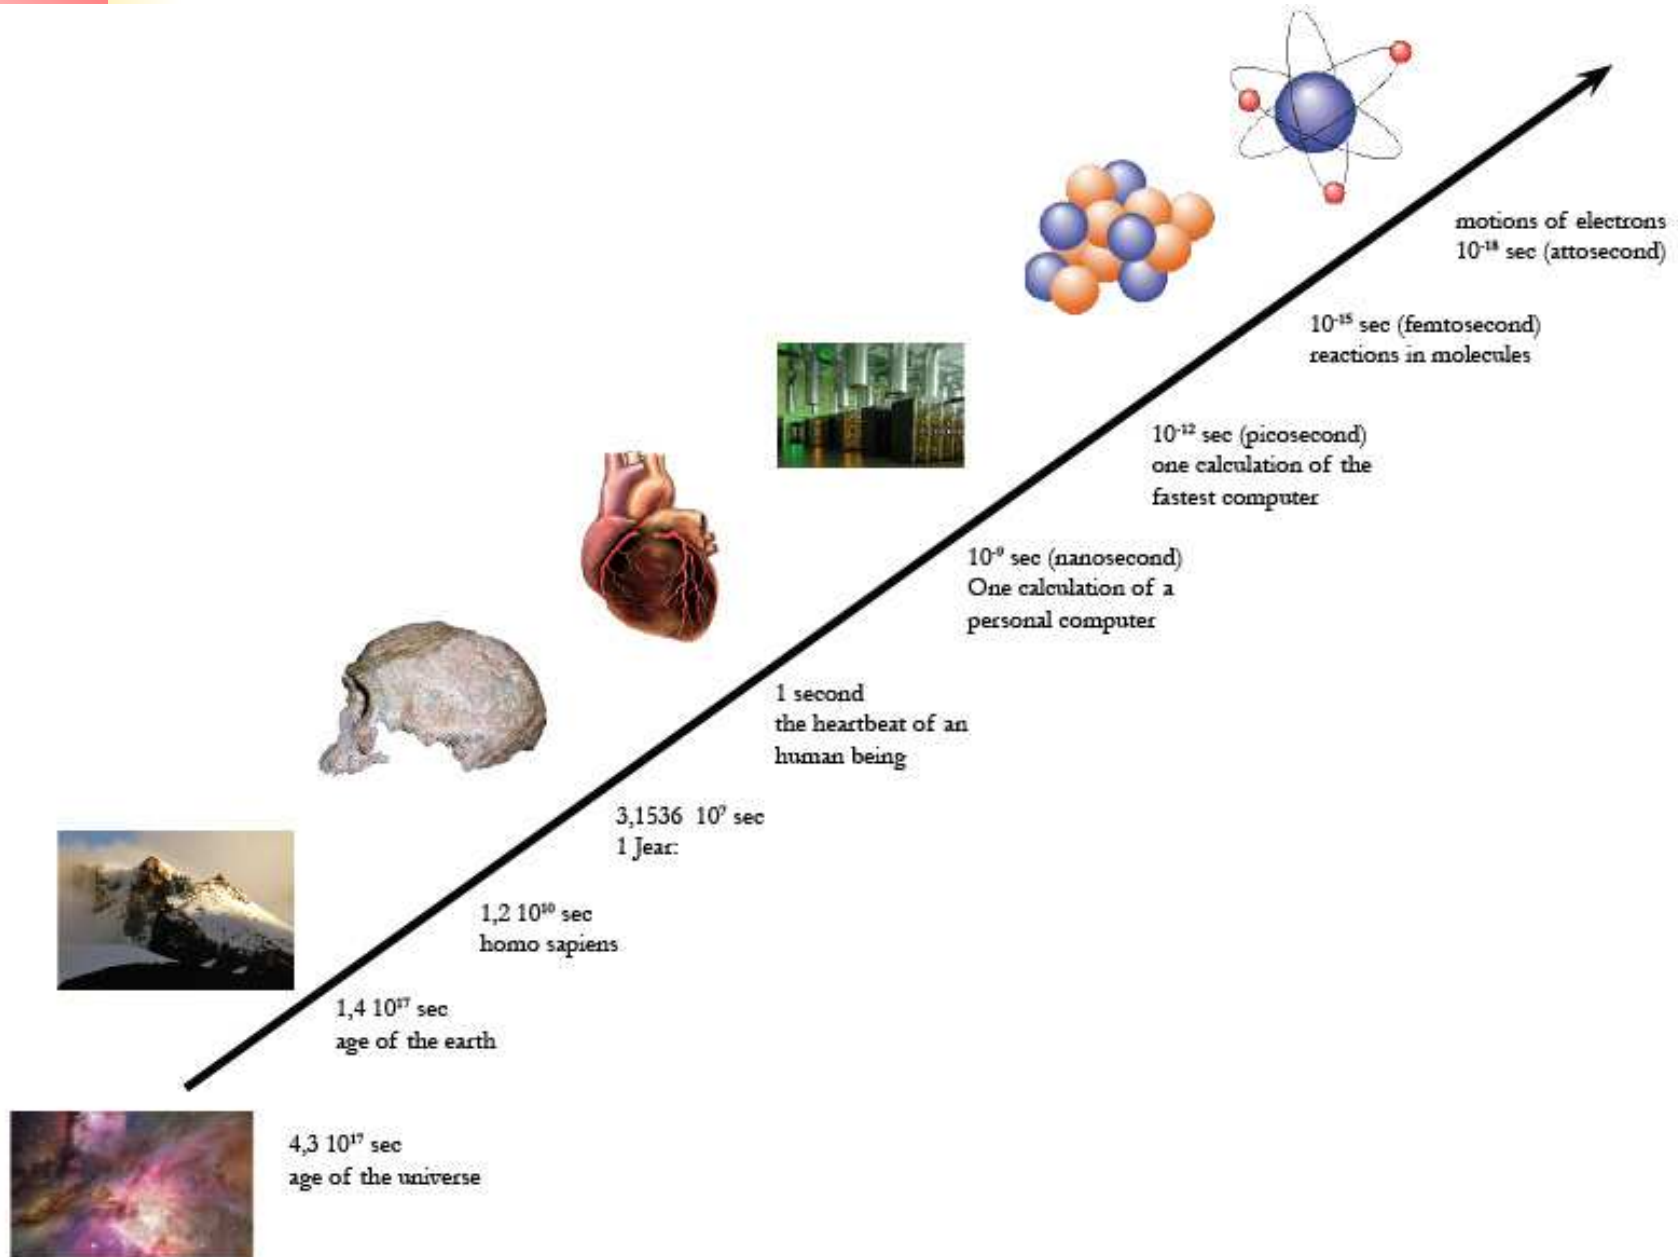 motions of electrons
10⁻¹⁸ sec (attosecond)
10⁻¹⁵ sec (femtosecond)
reactions in molecules
10⁻¹² sec (picosecond)
one calculation of the
fastest computer
10⁻⁹ sec (nanosecond)
One calculation of a
personal computer
1 second
the heartbeat of an
human being
3,1536 10⁷ sec
1 Jear:
1,2 10¹⁰ sec
homo sapiens
1,4 10¹⁷ sec
age of the earth
4,3 10¹⁷ sec
age of the universe